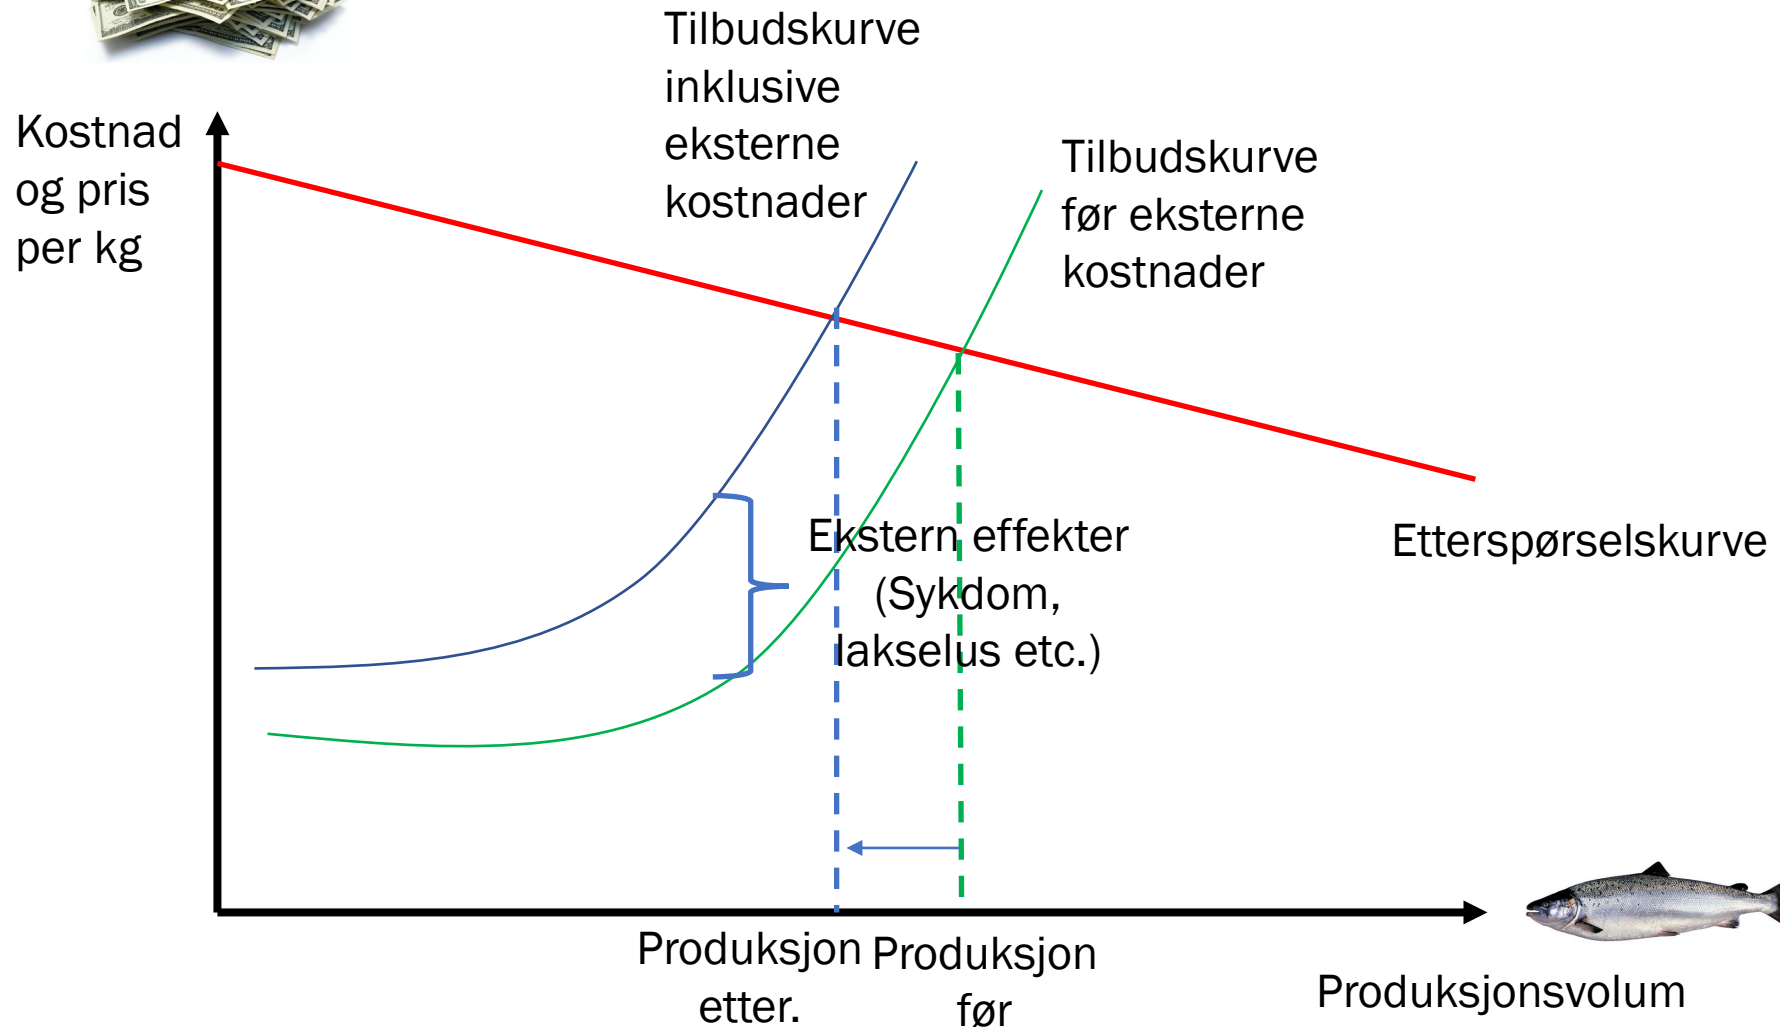 Tilbudskurve
inklusive
eksterne
kostnader
Kostnad
og pris
per kg
Tilbudskurve
før eksterne
kostnader
Ekstern effekter
(Sykdom,
lakselus etc.)
Etterspørselskurve
Produksjon
etter.
Produksjon
før
Produksjonsvolum